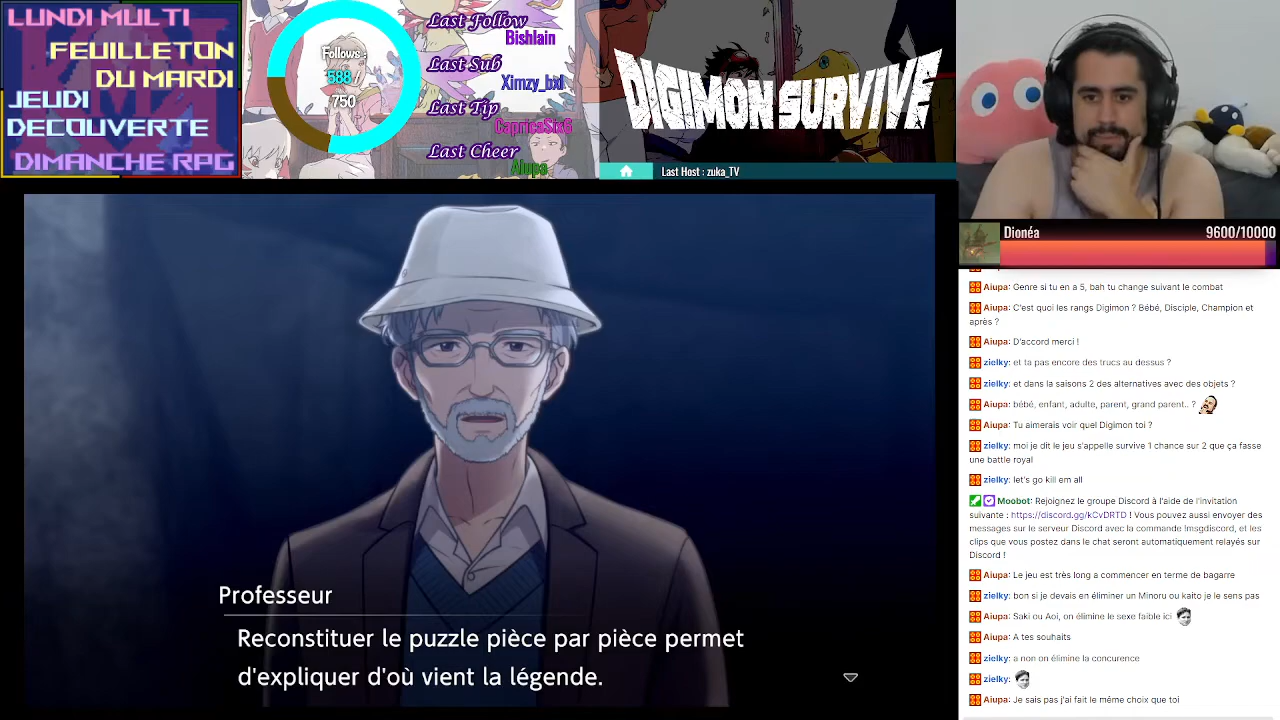 LUNDI MULTI
FEUILLETON
DU MARDI
JEUDI
DECOUVERTE
DIMANCHE RPG
Follows :
588 /
750
Last Follow
Bishlain
Last Sub
Ximzy_bxl
Last Tip
CapricaSix6
Last Cheer
Aiupa
DIGIMON SURVIVE
Last Host : zuka_TV
Dionéa 9600/10000
Aiupa: Genre si tu en a 5, bah tu change suivant le combat
Aiupa: C'est quoi les rangs Digimon ? Bébé, Disciple, Champion et
après ?
Aiupa: D'accord merci !
zielky: et ta pas encore des trucs au dessus ?
zielky: et dans la saisons 2 des alternatives avec des objets ?
Aiupa: bébé, enfant, adulte, parent, grand parent.. ?
Aiupa: Tu aimerais voir quel Digimon toi ?
zielky: moi je dit le jeu s'appelle survive 1 chance sur 2 que ça fasse
une battle royal
zielky: let's go kill em all
Moobot: Rejoignez le groupe Discord à l'aide de l'invitation
suivante : https://discord.gg/kCvDRTD ! Vous pouvez aussi envoyer des
messages sur le serveur Discord avec la commande !msgdiscord, et les
clips que vous postez dans le chat seront automatiquement relayés sur
Discord !
Aiupa: Le jeu est très long a commencer en terme de bagarre
zielky: bon si je devais en éliminer un Minoru ou kaito je le sens pas
Aiupa: Saki ou Aoi, on élimine le sexe faible ici
Aiupa: A tes souhaits
zielky: a non on élimine la concurence
zielky:
Aiupa: Je sais pas j'ai fait le même choix que toi
Professeur
Reconstituer le puzzle pièce par pièce permet
d'expliquer d'où vient la légende.